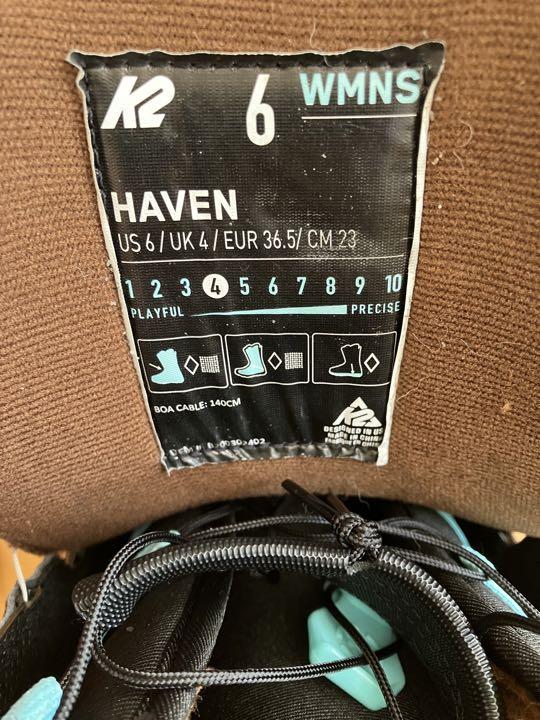 K2 6 WMNS
HAVEN
US 6 / UK 4 / EUR 36.5/ CM 23
1 2 3 4 5 6 7 8 9 10
PLAYFUL PRECISE
BOA CABLE: 140CM
K2
DESIGNED IN US
MADE IN CHINA